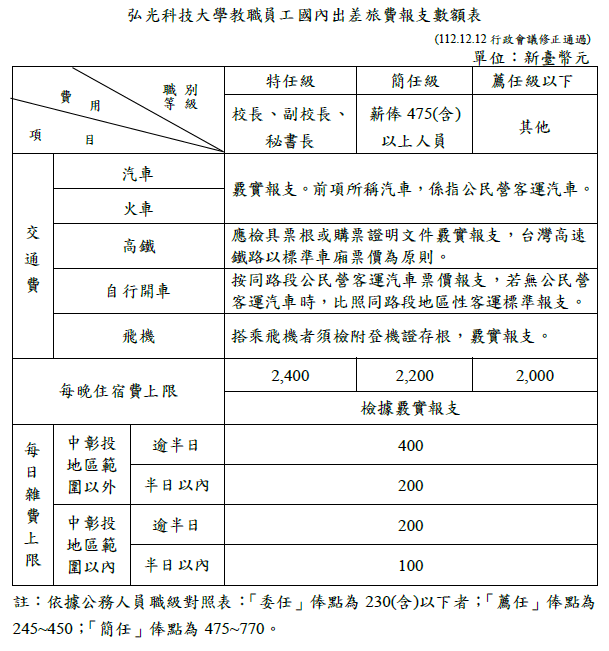 弘光科技大學教職員工國內出差旅費報支數額表
(112.12.12 行政會議修正通過)
單位：新臺幣元
費用
職別
等級
項目
特任級
簡任級
薦任級以下
校長、副校長、
秘書長
薪俸 475(含)
以上人員
其他
交通費
汽車
火車
覈實報支。前項所稱汽車，係指公民營客運汽車。
高鐵
應檢具票根或購票證明文件覈實報支，台灣高速
鐵路以標準車廂票價為原則。
自行開車
按同路段公民營客運汽車票價報支，若無公民營
客運汽車時，比照同路段地區性客運標準報支。
飛機
搭乘飛機者須檢附登機證存根，覈實報支。
每晚住宿費上限
2,400
2,200
2,000
檢據覈實報支
每日雜費上限
中彰投
地區範
圍以外
逾半日
400
半日以內
200
中彰投
地區範
圍以內
逾半日
200
半日以內
100
註：依據公務人員職級對照表：「委任」俸點為 230(含)以下者；「薦任」俸點為
245~450；「簡任」俸點為 475~770。